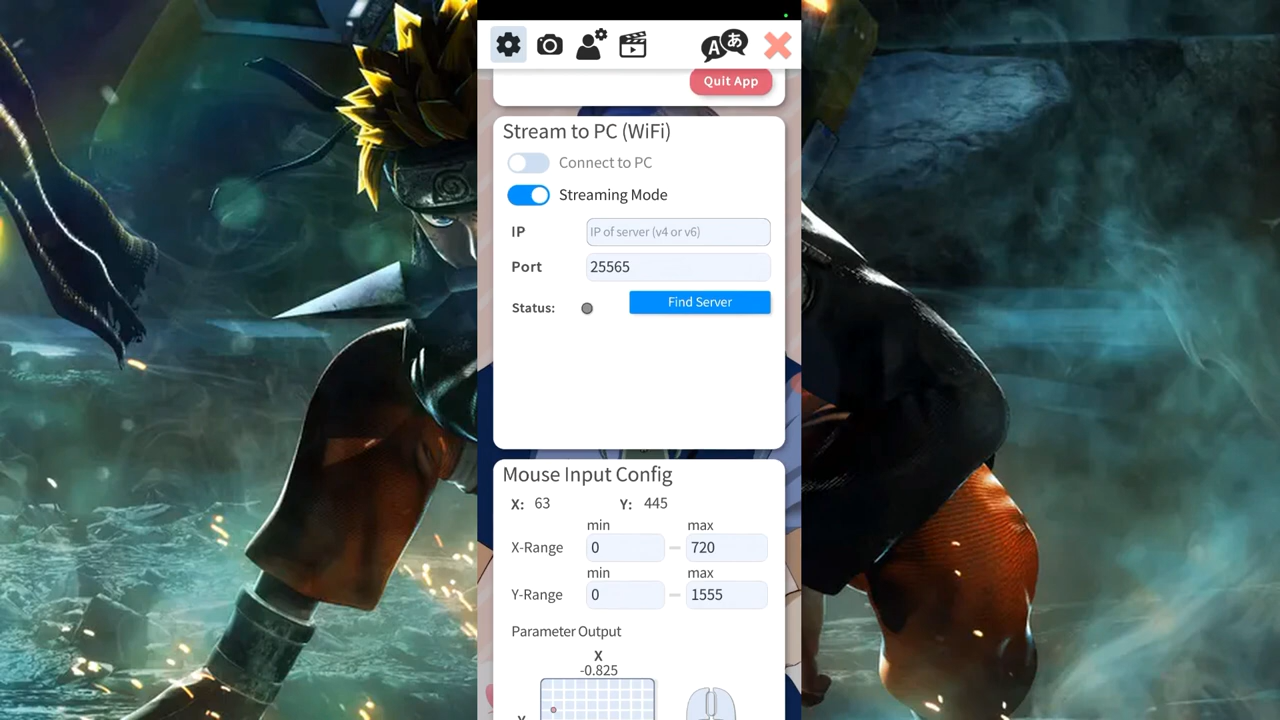 A あ
Quit App
Stream to PC (WiFi)
Connect to PC
Streaming Mode
IP IP of server (v4 or v6)
Port 25565
Status: Find Server
Mouse Input Config
X: 63 Y: 445
min max
X-Range 0 – 720
min max
Y-Range 0 – 1555
Parameter Output
X
-0.825
Y